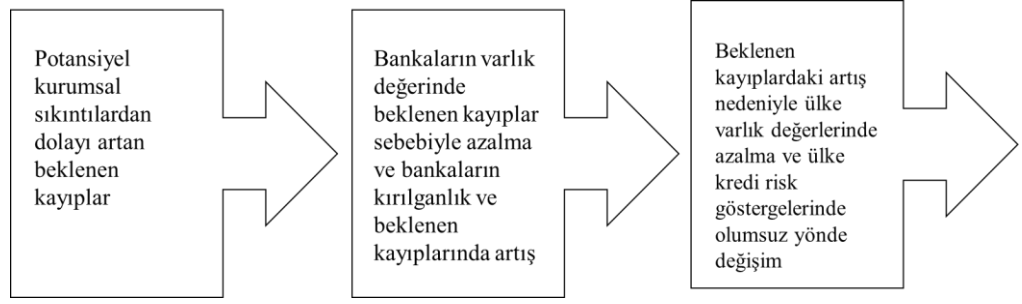 Potansiyel
kurumsal
sıkıntılardan
dolayı artan
beklenen
kayıplar
Bankaların varlık
değerinde
beklenen kayıplar
sebebiyle azalma
ve bankaların
kırılganlık ve
beklenen
kayıplarında artış
Beklenen
kayıplardaki artış
nedeniyle ülke
varlık değerlerinde
azalma ve ülke
kredi risk
göstergelerinde
olumsuz yönde
değişim